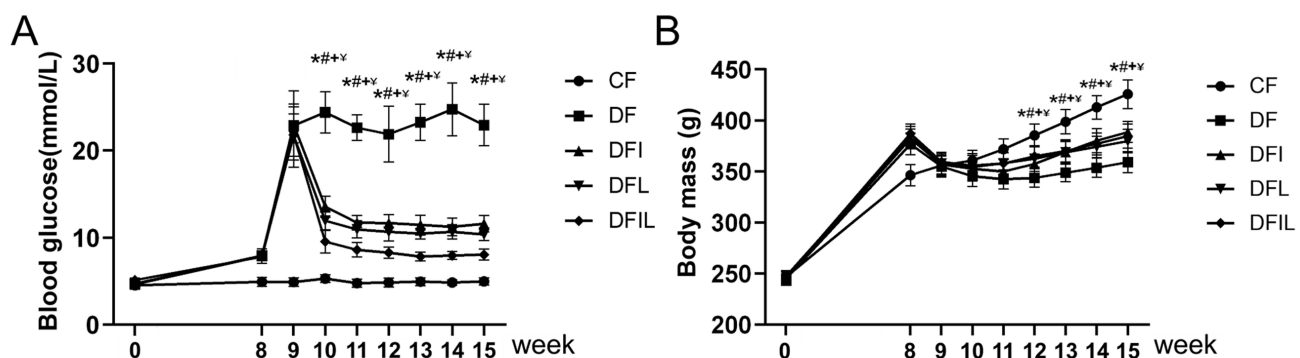 A
Blood glucose(mmol/L)
30
20
10
0
*#+¥
*#+¥
*#+¥
*#+¥
*#+¥
*#+¥
0 8 9 10 11 12 13 14 15 week
CF
DF
DFI
DFL
DFIL
B
Body mass (g)
450
400
350
300
250
200
*#+¥
*#+¥
*#+¥
*#+¥
0 8 9 10 11 12 13 14 15 week
CF
DF
DFI
DFL
DFIL